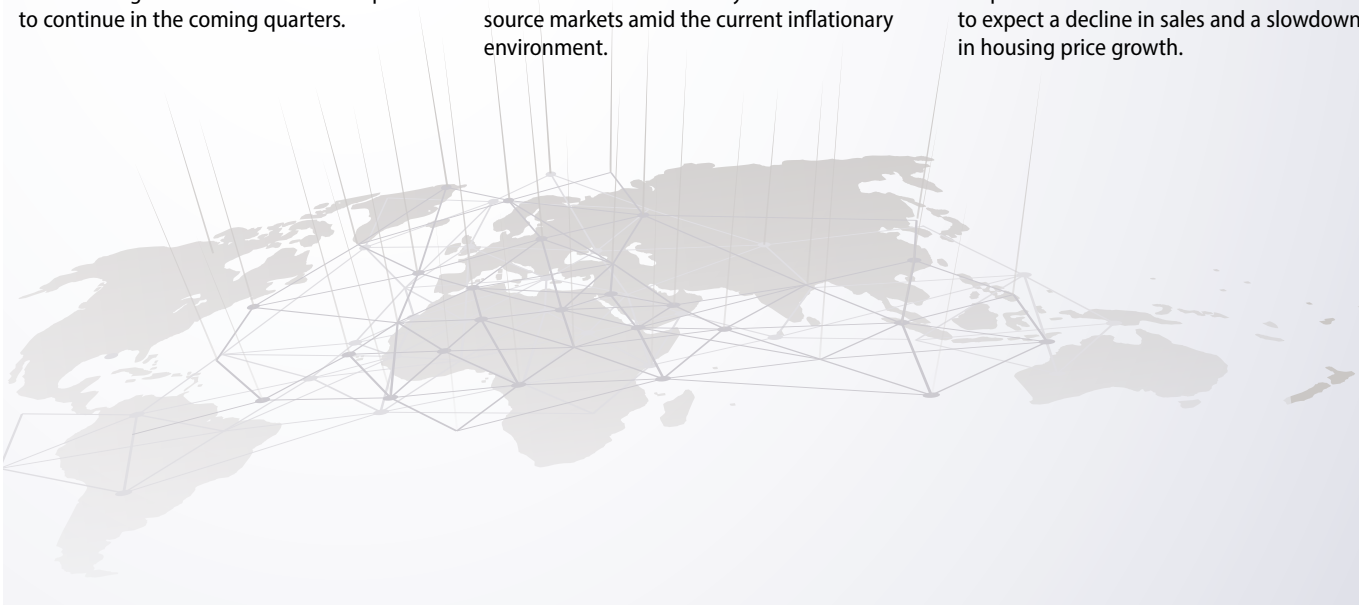 to continue in the coming quarters.
source markets amid the current inflationary
environment.
to expect a decline in sales and a slowdown
in housing price growth.